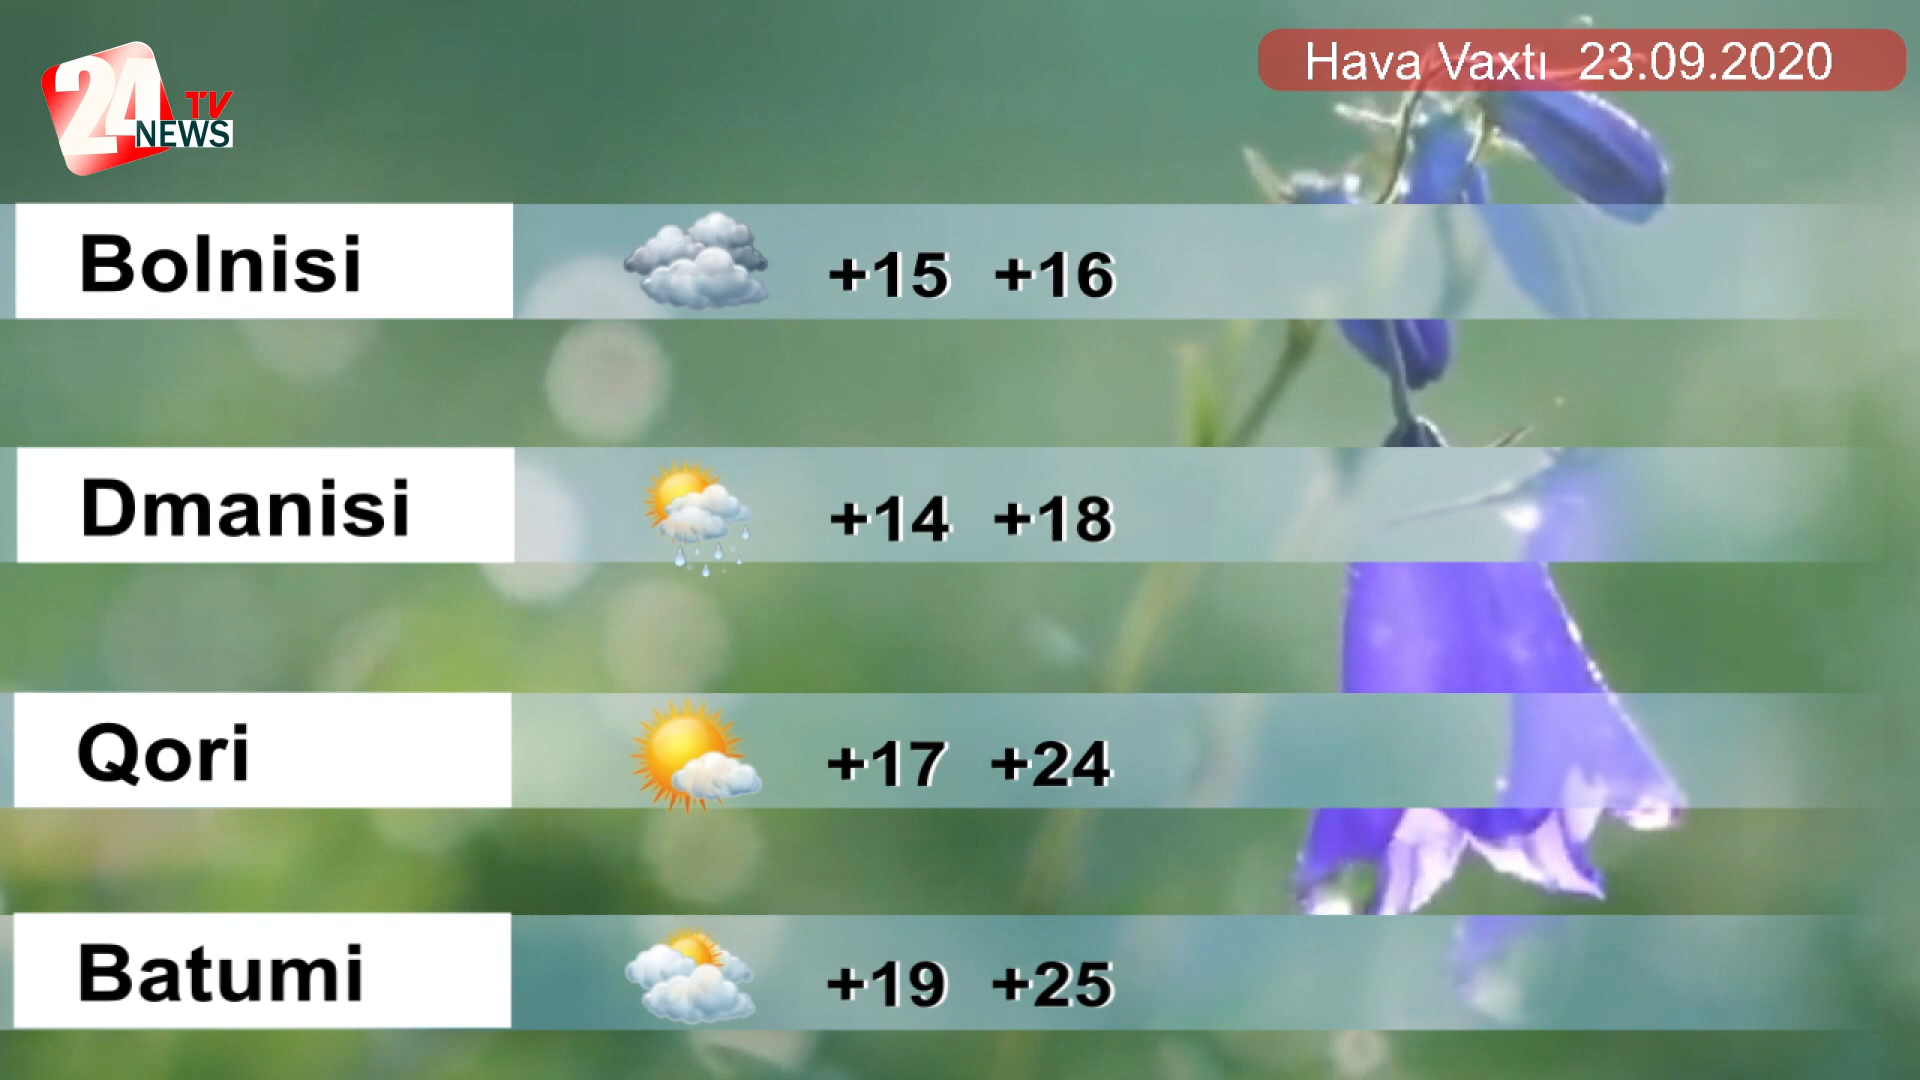 24 TV
NEWS
Hava Vaxtı 23.09.2020
Bolnisi +15 +16
Dmanisi +14 +18
Qori +17 +24
Batumi +19 +25